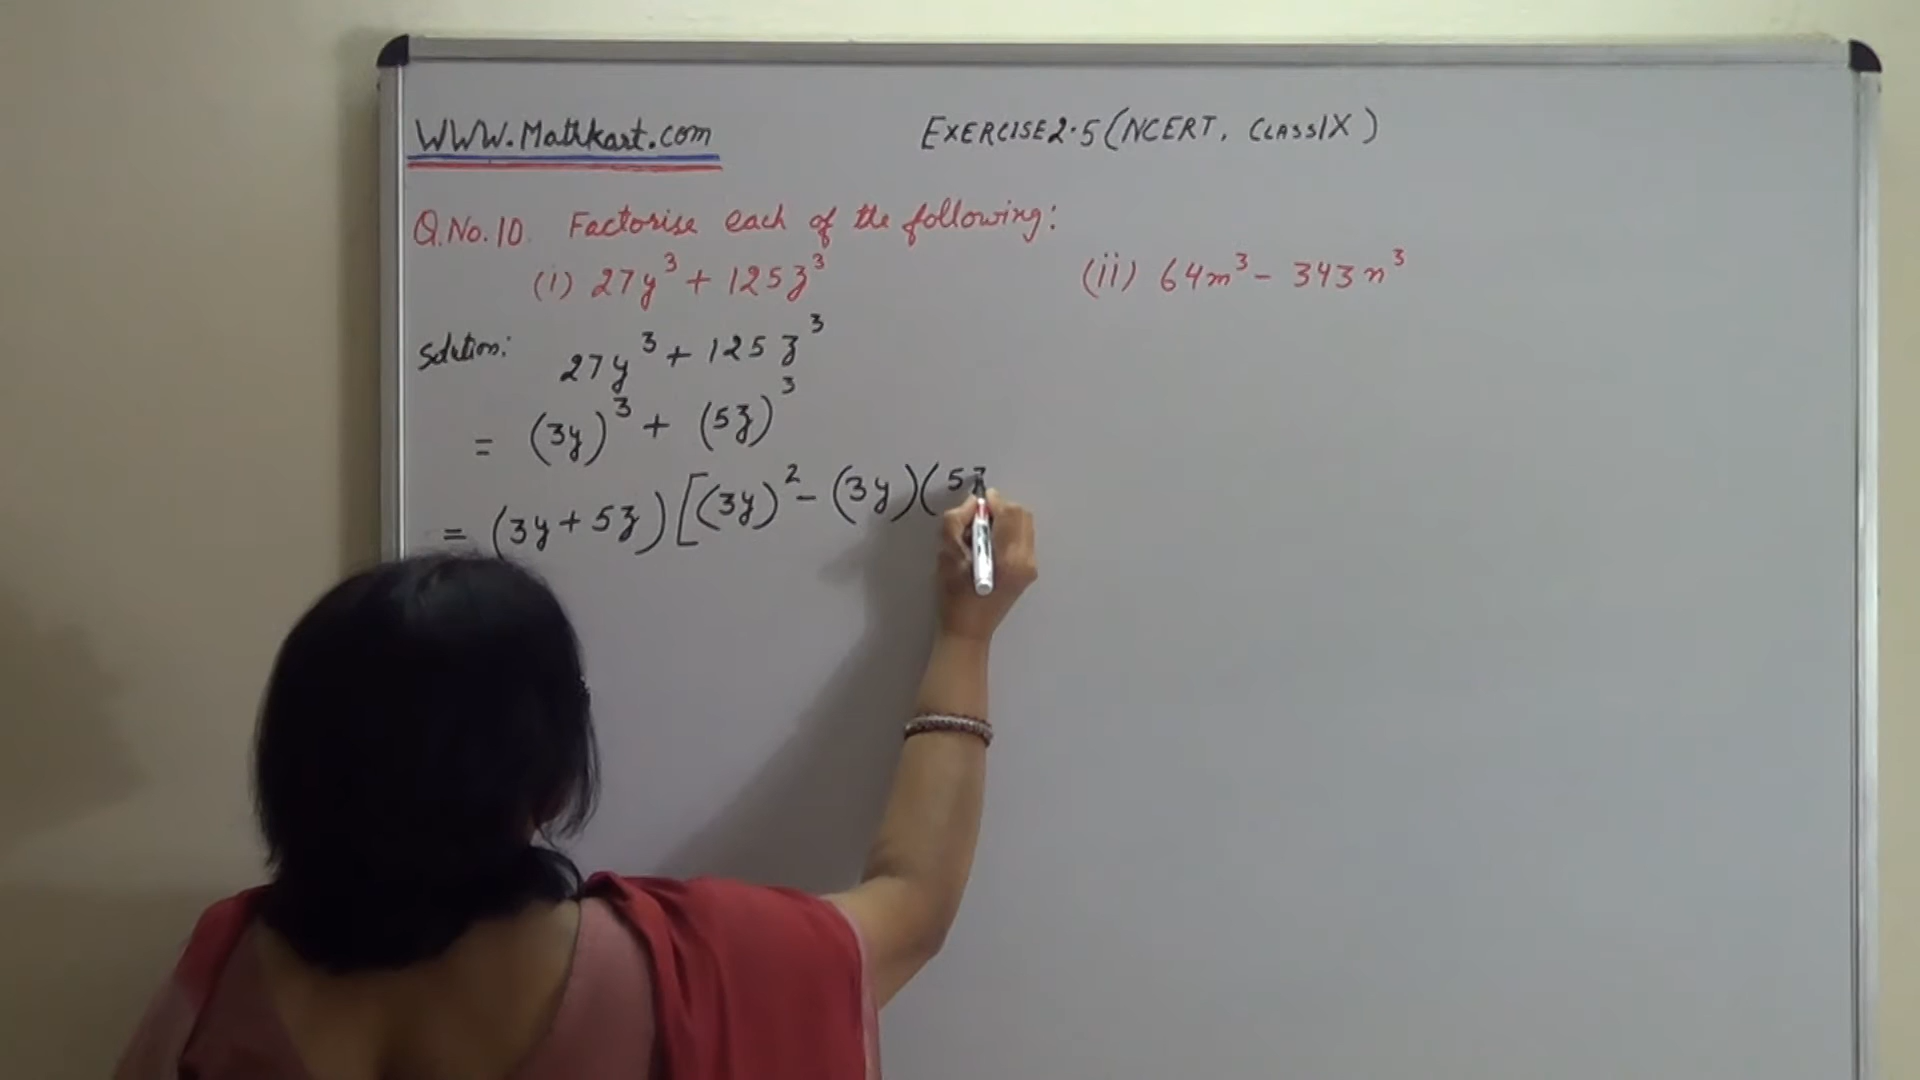 WWW.Mathkart.com
EXERCISE 2.5 (NCERT, CLASS IX)
Q.No.10. Factorise each of the following:
(i) 27y³ + 125z³
(ii) 64m³ - 343n³
Solution: 27y³ + 125z³
= (3y)³ + (5z)³
= (3y + 5z) [(3y)² - (3y)(5z